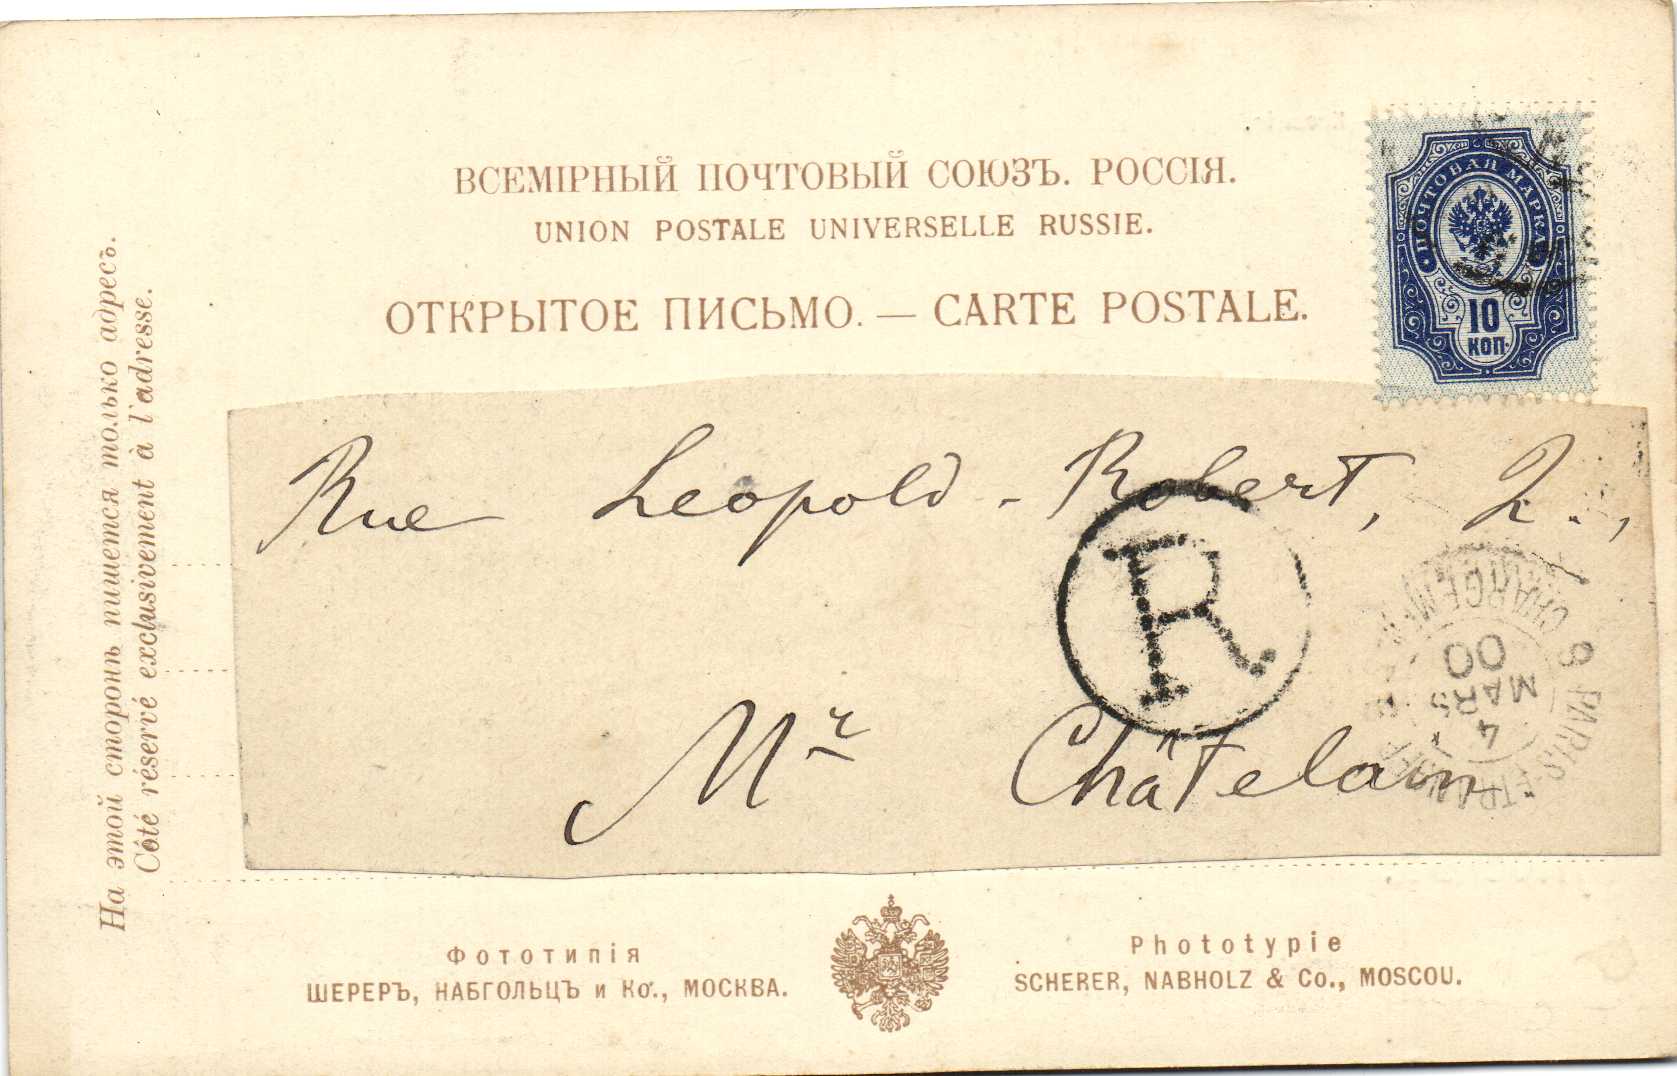 ВСЕМІРНЫЙ ПОЧТОВЫЙ СОЮЗЪ. РОССІЯ.
UNION POSTALE UNIVERSELLE RUSSIE.
ОТКРЫТОЕ ПИСЬМО. — CARTE POSTALE.
ПОЧТОВАЯ МАРКА
10
КОП.
На этой сторонѣ пишется только адресъ.
Côté réservé exclusivement à l'adresse.
Rue Leopold-Robert, 2.,
R
Mr Châtelain
9 PARIS-ETRANGER
CHARGEM
4
MARS
00
Фототипія
ШЕРЕРЪ, НАБГОЛЬЦЪ и Ко., МОСКВА.
Phototypie
SCHERER, NABHOLZ & Co., MOSCOU.